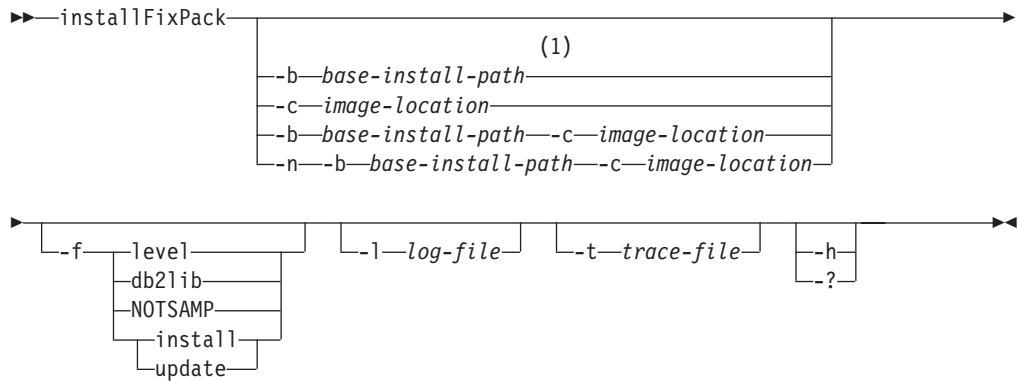 installFixPack
(1)
-b base-install-path
-c image-location
-b base-install-path -c image-location
-n -b base-install-path -c image-location
-f level -l log-file -t trace-file -h
db2lib -?
NOTSAMP
install
update